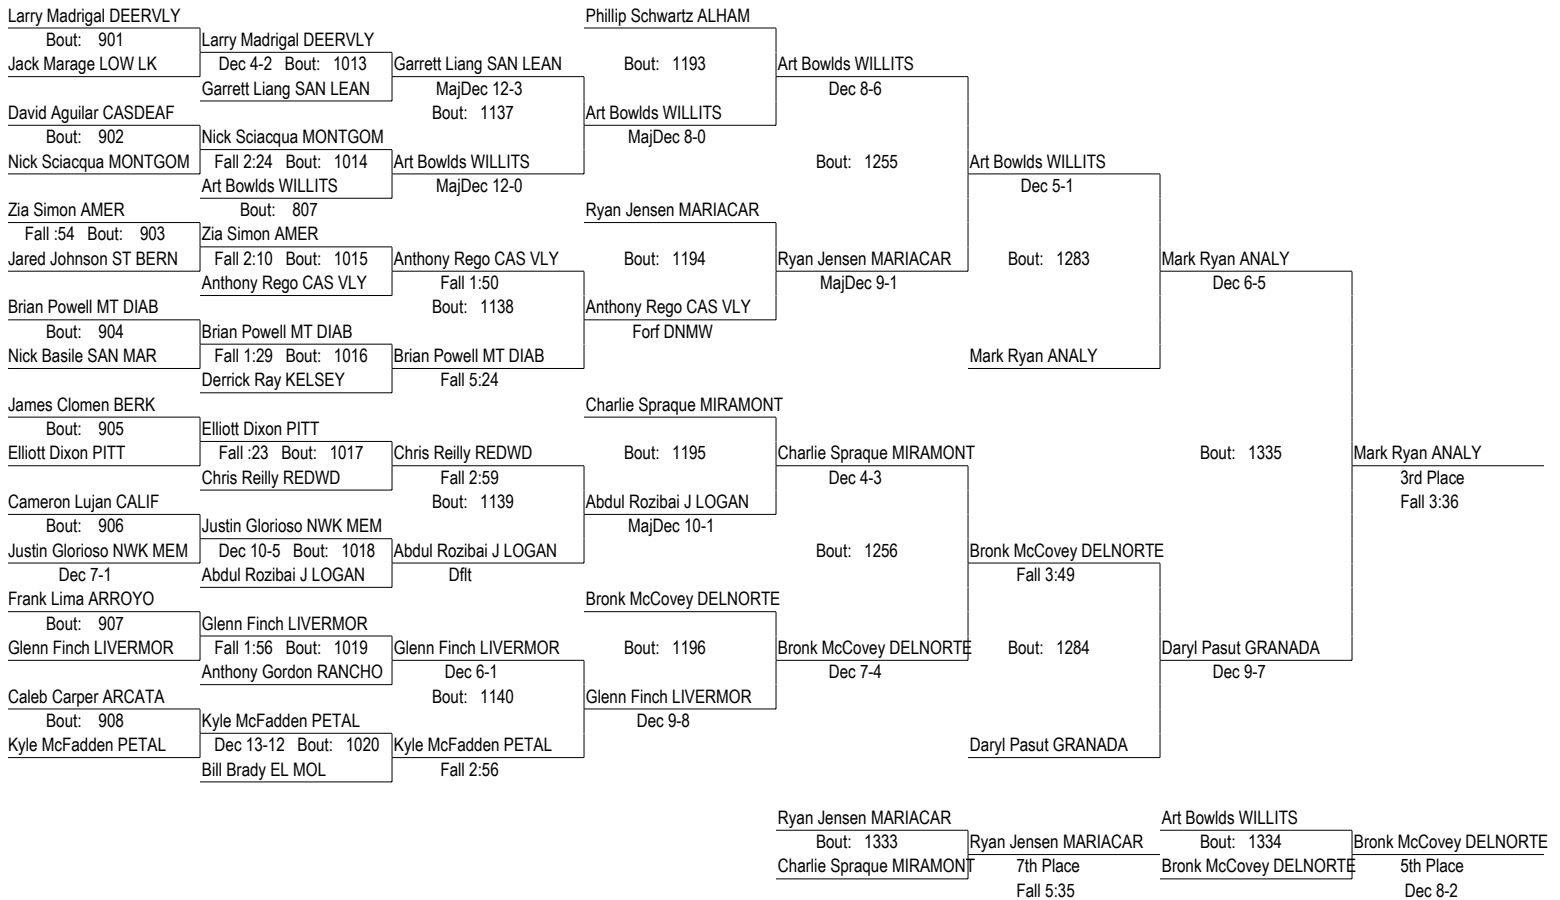 Larry Madrigal DEERVLY Phillip Schwartz ALHAM
Bout: 901 Larry Madrigal DEERVLY
Jack Marage LOW LK Dec 4-2 Bout: 1013 Garrett Liang SAN LEAN Bout: 1193 Art Bowlds WILLITS
Garrett Liang SAN LEAN MajDec 12-3 Dec 8-6
David Aguilar CASDEAF Bout: 1137 Art Bowlds WILLITS
Bout: 902 Nick Sciacqua MONTGOM MajDec 8-0
Nick Sciacqua MONTGOM Fall 2:24 Bout: 1014 Art Bowlds WILLITS Bout: 1255 Art Bowlds WILLITS
Art Bowlds WILLITS MajDec 12-0 Dec 5-1
Zia Simon AMER Bout: 807 Ryan Jensen MARIACAR
Fall :54 Bout: 903 Zia Simon AMER
Jared Johnson ST BERN Fall 2:10 Bout: 1015 Anthony Rego CAS VLY Bout: 1194 Ryan Jensen MARIACAR Bout: 1283 Mark Ryan ANALY
Anthony Rego CAS VLY Fall 1:50 MajDec 9-1 Dec 6-5
Brian Powell MT DIAB Bout: 1138 Anthony Rego CAS VLY
Bout: 904 Brian Powell MT DIAB Forf DNMW
Nick Basile SAN MAR Fall 1:29 Bout: 1016 Brian Powell MT DIAB Mark Ryan ANALY
Derrick Ray KELSEY Fall 5:24
James Clomen BERK Charlie Spraque MIRAMONT
Bout: 905 Elliott Dixon PITT
Elliott Dixon PITT Fall :23 Bout: 1017 Chris Reilly REDWD Bout: 1195 Charlie Spraque MIRAMONT Bout: 1335 Mark Ryan ANALY
Chris Reilly REDWD Fall 2:59 Dec 4-3 3rd Place
Cameron Lujan CALIF Bout: 1139 Abdul Rozibai J LOGAN Fall 3:36
Bout: 906 Justin Glorioso NWK MEM MajDec 10-1
Justin Glorioso NWK MEM Dec 10-5 Bout: 1018 Abdul Rozibai J LOGAN Bout: 1256 Bronk McCovey DELNORTE
Dec 7-1 Abdul Rozibai J LOGAN Dflt Fall 3:49
Frank Lima ARROYO Bronk McCovey DELNORTE
Bout: 907 Glenn Finch LIVERMOR
Glenn Finch LIVERMOR Fall 1:56 Bout: 1019 Glenn Finch LIVERMOR Bout: 1196 Bronk McCovey DELNORTE Bout: 1284 Daryl Pasut GRANADA
Anthony Gordon RANCHO Dec 6-1 Dec 7-4 Dec 9-7
Caleb Carper ARCATA Bout: 1140 Glenn Finch LIVERMOR
Bout: 908 Kyle McFadden PETAL Dec 9-8
Kyle McFadden PETAL Dec 13-12 Bout: 1020 Kyle McFadden PETAL Daryl Pasut GRANADA
Bill Brady EL MOL Fall 2:56
Ryan Jensen MARIACAR Art Bowlds WILLITS
Bout: 1333 Ryan Jensen MARIACAR Bout: 1334 Bronk McCovey DELNORTE
Charlie Spraque MIRAMONT 7th Place Bronk McCovey DELNORTE 5th Place
Fall 5:35 Dec 8-2